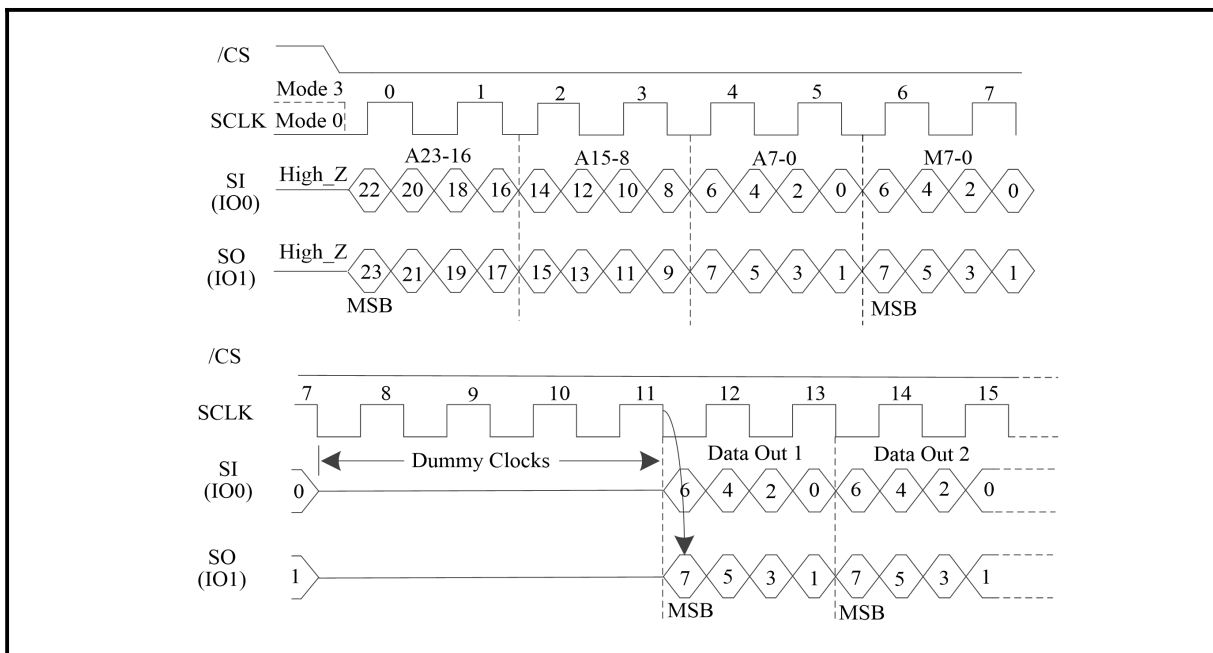 /CS
Mode 3 0 1 2 3 4 5 6 7
SCLK Mode 0
A23-16 A15-8 A7-0 M7-0
SI High_Z 22 20 18 16 14 12 10 8 6 4 2 0 6 4 2 0
(IO0)
SO High_Z 23 21 19 17 15 13 11 9 7 5 3 1 7 5 3 1
(IO1)
MSB MSB
/CS
7 8 9 10 11 12 13 14 15
SCLK
Dummy Clocks Data Out 1 Data Out 2
SI 0 6 4 2 0 6 4 2 0
(IO0)
SO 1 7 5 3 1 7 5 3 1
(IO1)
MSB MSB